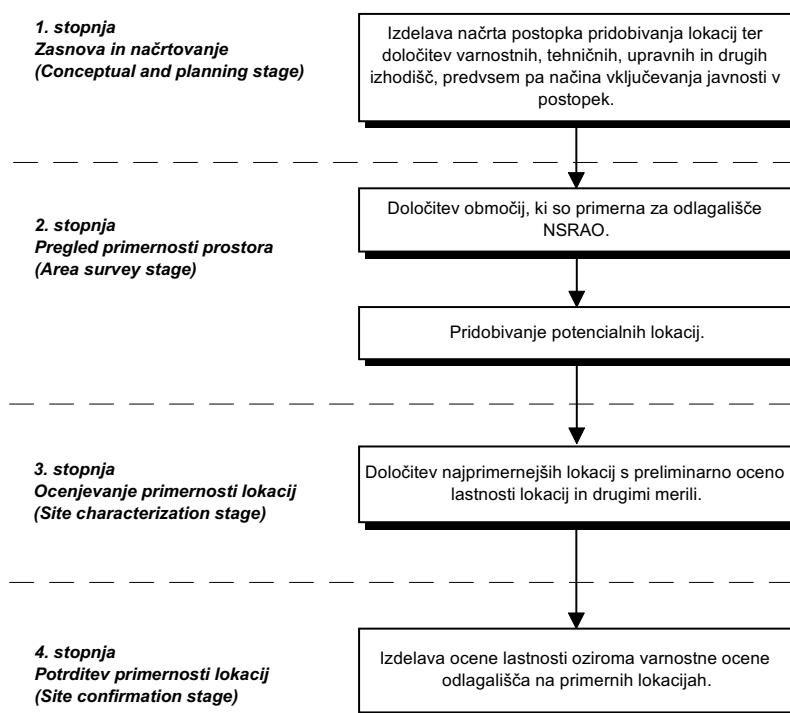 1. stopnja
Zasnova in načrtovanje
(Conceptual and planning stage)
Izdelava načrta postopka pridobivanja lokacij ter
določitev varnostnih, tehničnih, upravnih in drugih
izhodišč, predvsem pa načina vključevanja javnosti v
postopek.
2. stopnja
Pregled primernosti prostora
(Area survey stage)
Določitev območij, ki so primerna za odlagališče
NSRAO.
Pridobivanje potencialnih lokacij.
3. stopnja
Ocenjevanje primernosti lokacij
(Site characterization stage)
Določitev najprimernejših lokacij s preliminarno oceno
lastnosti lokacij in drugimi merili.
4. stopnja
Potrditev primernosti lokacij
(Site confirmation stage)
Izdelava ocene lastnosti oziroma varnostne ocene
odlagališča na primernih lokacijah.